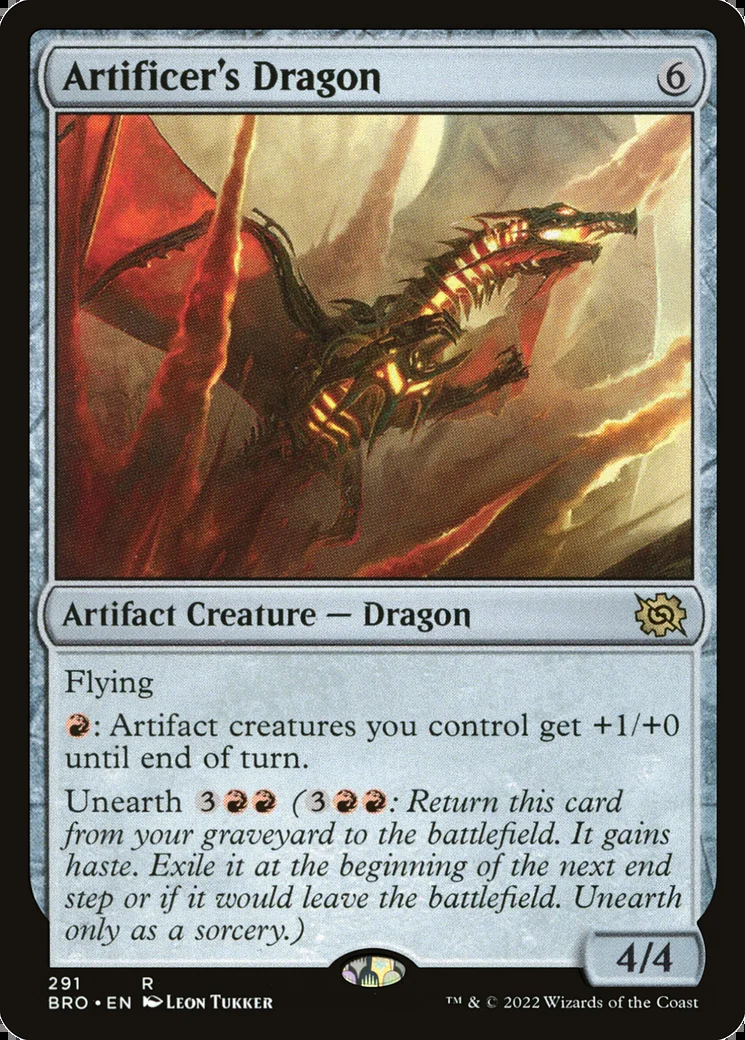 Artificer's Dragon 6
Artifact Creature — Dragon
Flying
: Artifact creatures you control get +1/+0
until end of turn.
Unearth 3 (3: Return this card
from your graveyard to the battlefield. It gains
haste. Exile it at the beginning of the next end
step or if it would leave the battlefield. Unearth
only as a sorcery.)
4/4
291 R
BRO • EN Leon Tukker
™ & © 2022 Wizards of the Coast